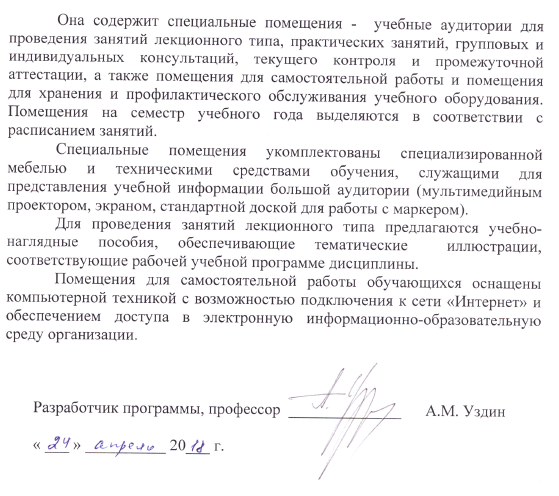 Она содержит специальные помещения - учебные аудитории для
проведения занятий лекционного типа, практических занятий, групповых и
индивидуальных консультаций, текущего контроля и промежуточной
аттестации, а также помещения для самостоятельной работы и помещения
для хранения и профилактического обслуживания учебного оборудования.
Помещения на семестр учебного года выделяются в соответствии с
расписанием занятий.
Специальные помещения укомплектованы специализированной
мебелью и техническими средствами обучения, служащими для
представления учебной информации большой аудитории (мультимедийным
проектором, экраном, стандартной доской для работы с маркером).
Для проведения занятий лекционного типа предлагаются учебно-
наглядные пособия, обеспечивающие тематические иллюстрации,
соответствующие рабочей учебной программе дисциплины.
Помещения для самостоятельной работы обучающихся оснащены
компьютерной техникой с возможностью подключения к сети «Интернет» и
обеспечением доступа в электронную информационно-образовательную
среду организации.
Разработчик программы, профессор А.М. Уздин
« 24 » апрель 2018 г.